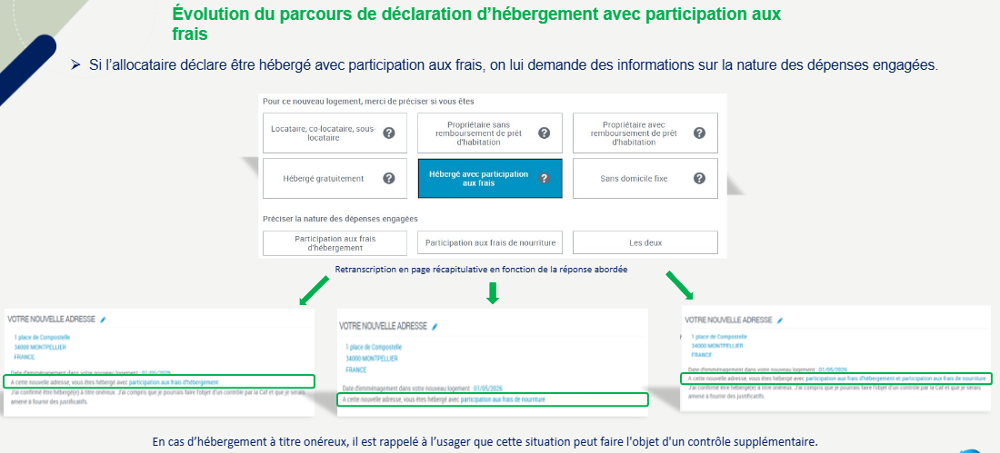 Évolution du parcours de déclaration d’hébergement avec participation aux
frais
➢ Si l’allocataire déclare être hébergé avec participation aux frais, on lui demande des informations sur la nature des dépenses engagées.
Pour ce nouveau logement, merci de préciser si vous êtes
Locataire, co-locataire, sous-
locataire
?
Propriétaire sans
remboursement de prêt
d'habitation
?
Propriétaire avec
remboursement de prêt
d'habitation
?
Hébergé gratuitement
?
Hébergé avec participation
aux frais
?
Sans domicile fixe
?
Préciser la nature des dépenses engagées
Participation aux frais
d'hébergement
Participation aux frais de nourriture
Les deux
Retranscription en page récapitulative en fonction de la réponse abordée
VOTRE NOUVELLE ADRESSE
1 place de Compostelle
34000 MONTPELLIER
FRANCE
Date d'emménagement dans votre nouveau logement : 01/05/2026
A cette nouvelle adresse, vous êtes hébergé avec participation aux frais d'hébergement
J'ai confirmé être hébergé(e) à titre onéreux. J'ai compris que je pourrais faire l'objet d'un contrôle par la Caf et que je serais
amené à fournir des justificatifs.
VOTRE NOUVELLE ADRESSE
1 place de Compostelle
34000 MONTPELLIER
FRANCE
Date d'emménagement dans votre nouveau logement : 01/05/2026
A cette nouvelle adresse, vous êtes hébergé avec participation aux frais de nourriture
VOTRE NOUVELLE ADRESSE
1 place de Compostelle
34000 MONTPELLIER
FRANCE
Date d'emménagement dans votre nouveau logement : 01/05/2026
A cette nouvelle adresse, vous êtes hébergé avec participation aux frais d'hébergement et participation aux frais de nourriture
J'ai confirmé être hébergé(e) à titre onéreux. J'ai compris que je pourrais faire l'objet d'un contrôle par la Caf et que je serais
amené à fournir des justificatifs.
En cas d’hébergement à titre onéreux, il est rappelé à l’usager que cette situation peut faire l'objet d'un contrôle supplémentaire.